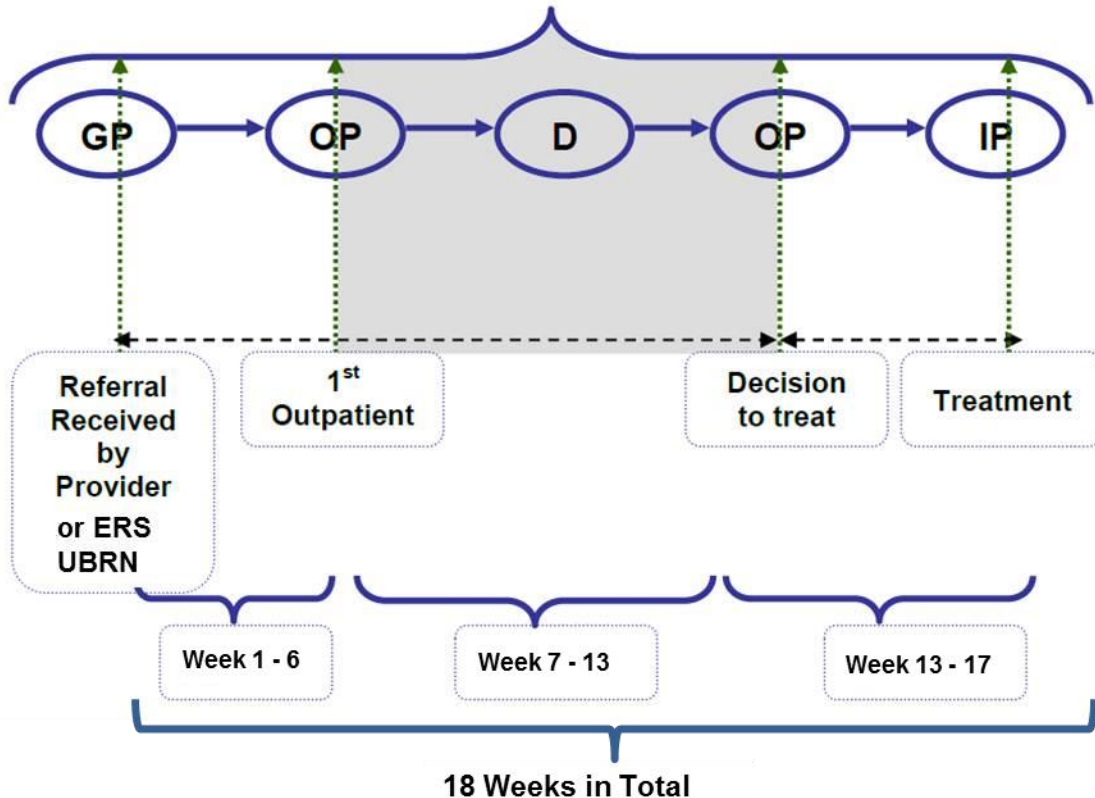 GP
OP
D
OP
IP
Referral
Received
by
Provider
or ERS
UBRN
1st
Outpatient
Decision
to treat
Treatment
Week 1 - 6
Week 7 - 13
Week 13 - 17
18 Weeks in Total